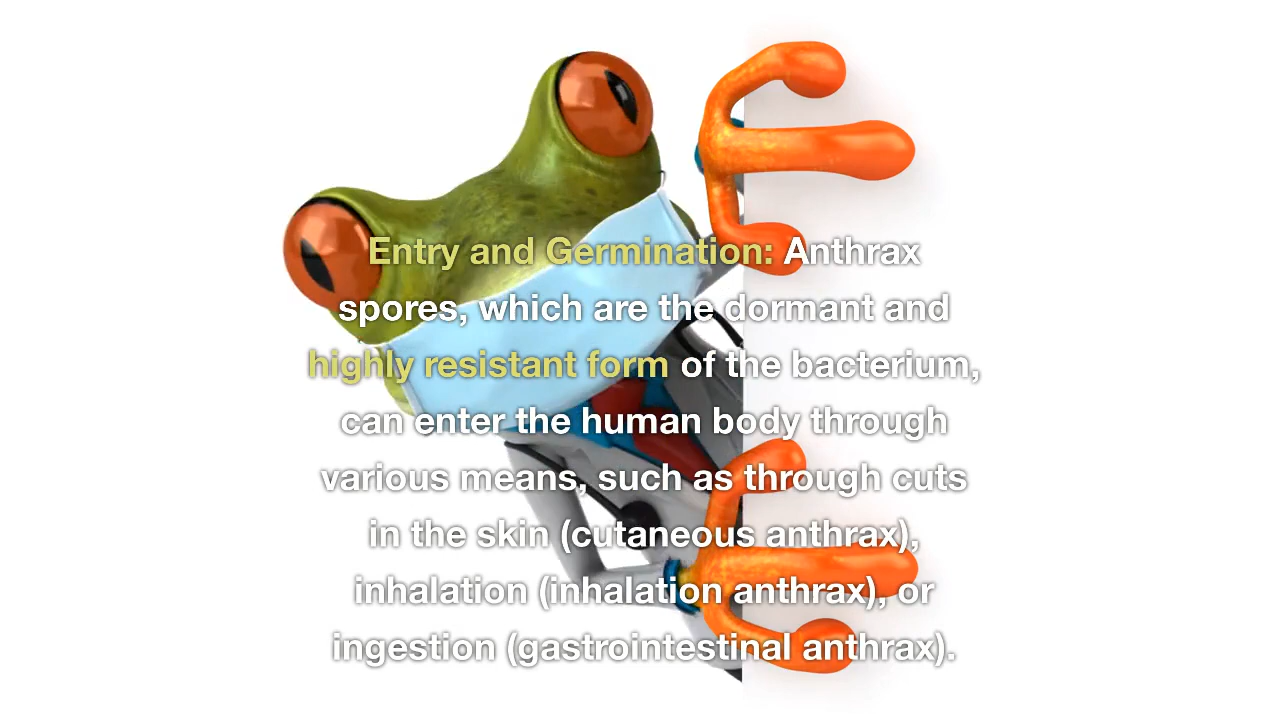 Entry and Germination: Anthrax
spores, which are the dormant and
highly resistant form of the bacterium,
can enter the human body through
various means, such as through cuts
in the skin (cutaneous anthrax),
inhalation (inhalation anthrax), or
ingestion (gastrointestinal anthrax).